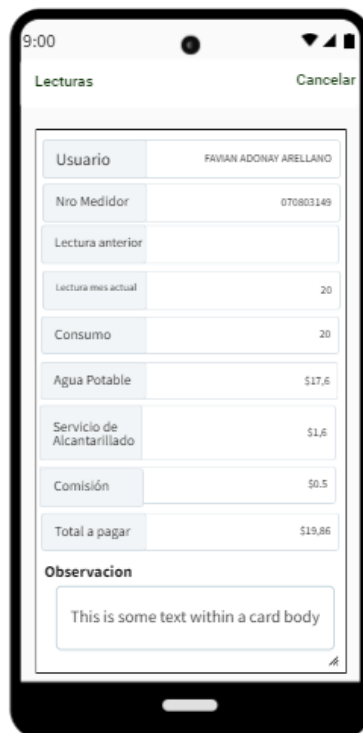 9:00
Lecturas Cancelar
Usuario FAVIAN ADONAY ARELLANO
Nro Medidor 070803149
Lectura anterior
Lectura mes actual 20
Consumo 20
Agua Potable $17,6
Servicio de
Alcantarillado $1,6
Comisión $0.5
Total a pagar $19,86
Observacion
This is some text within a card body